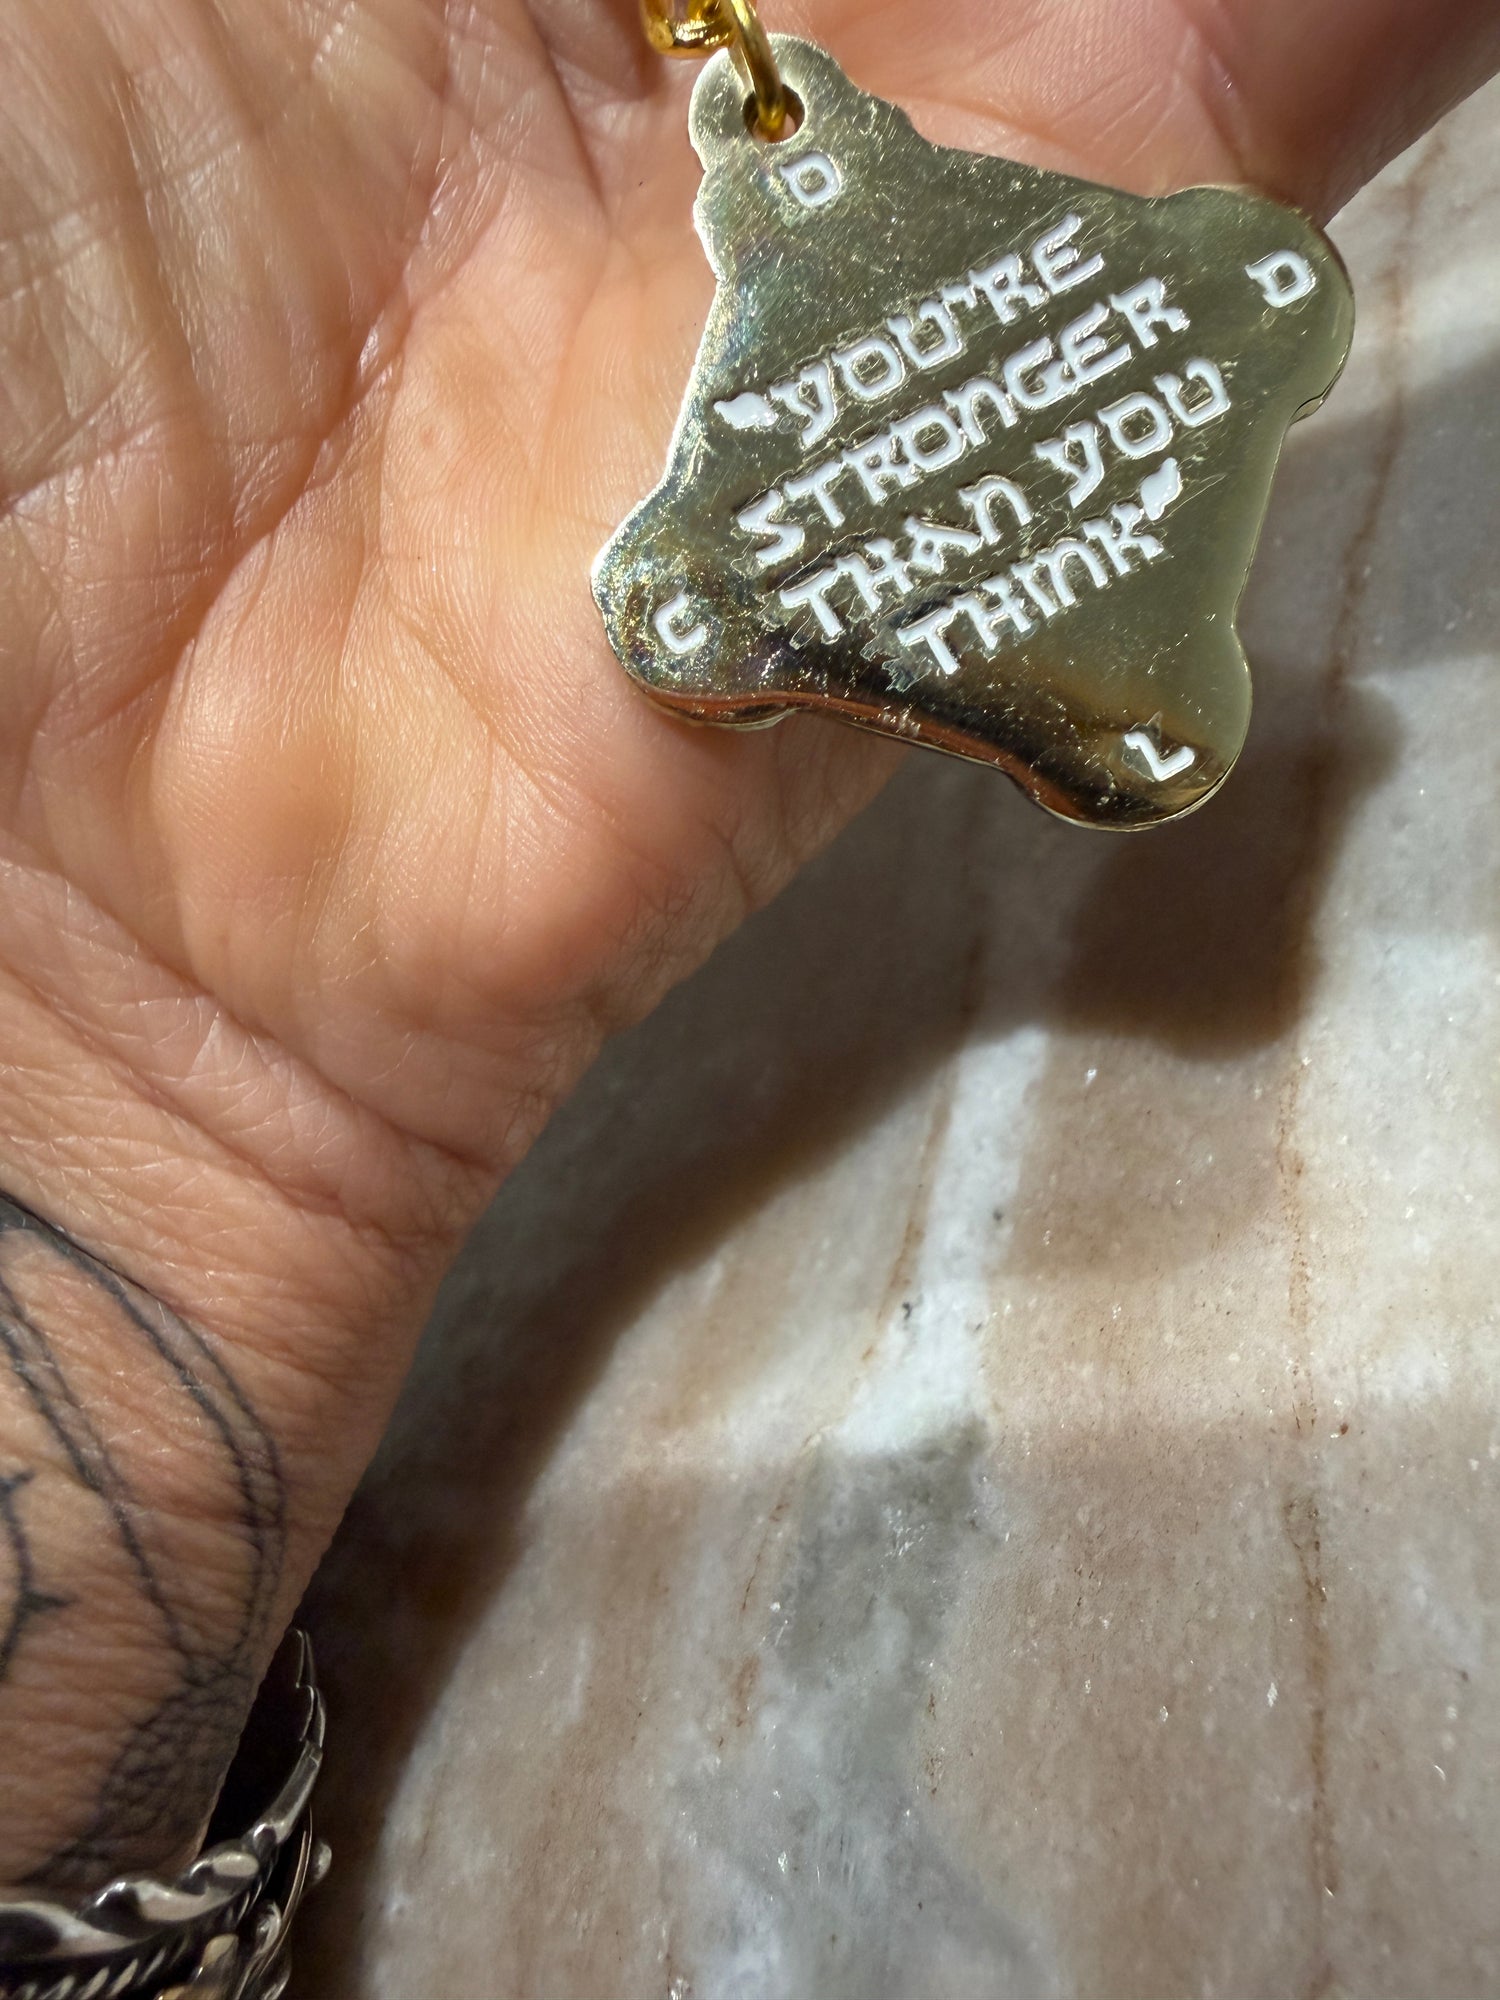 D
D
"YOU'RE
STRONGER
THAN YOU
THINK"
C
L